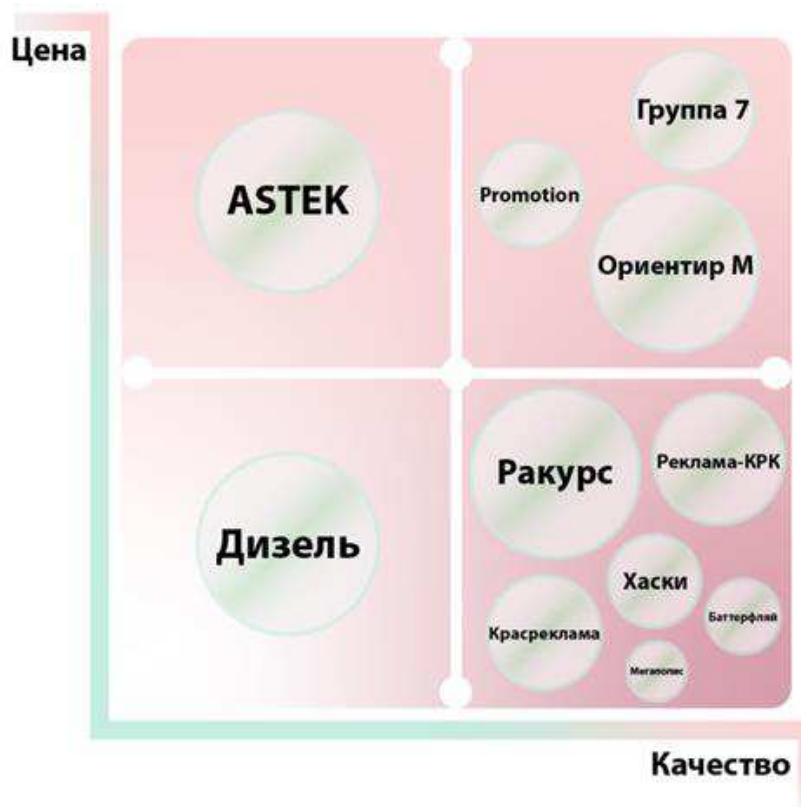 Цена
Группа 7
ASTEK
Promotion
Ориентир М
Ракурс
Реклама-КРК
Дизель
Хаски
Баттерфляй
Красреклама
Мегаполис
Качество